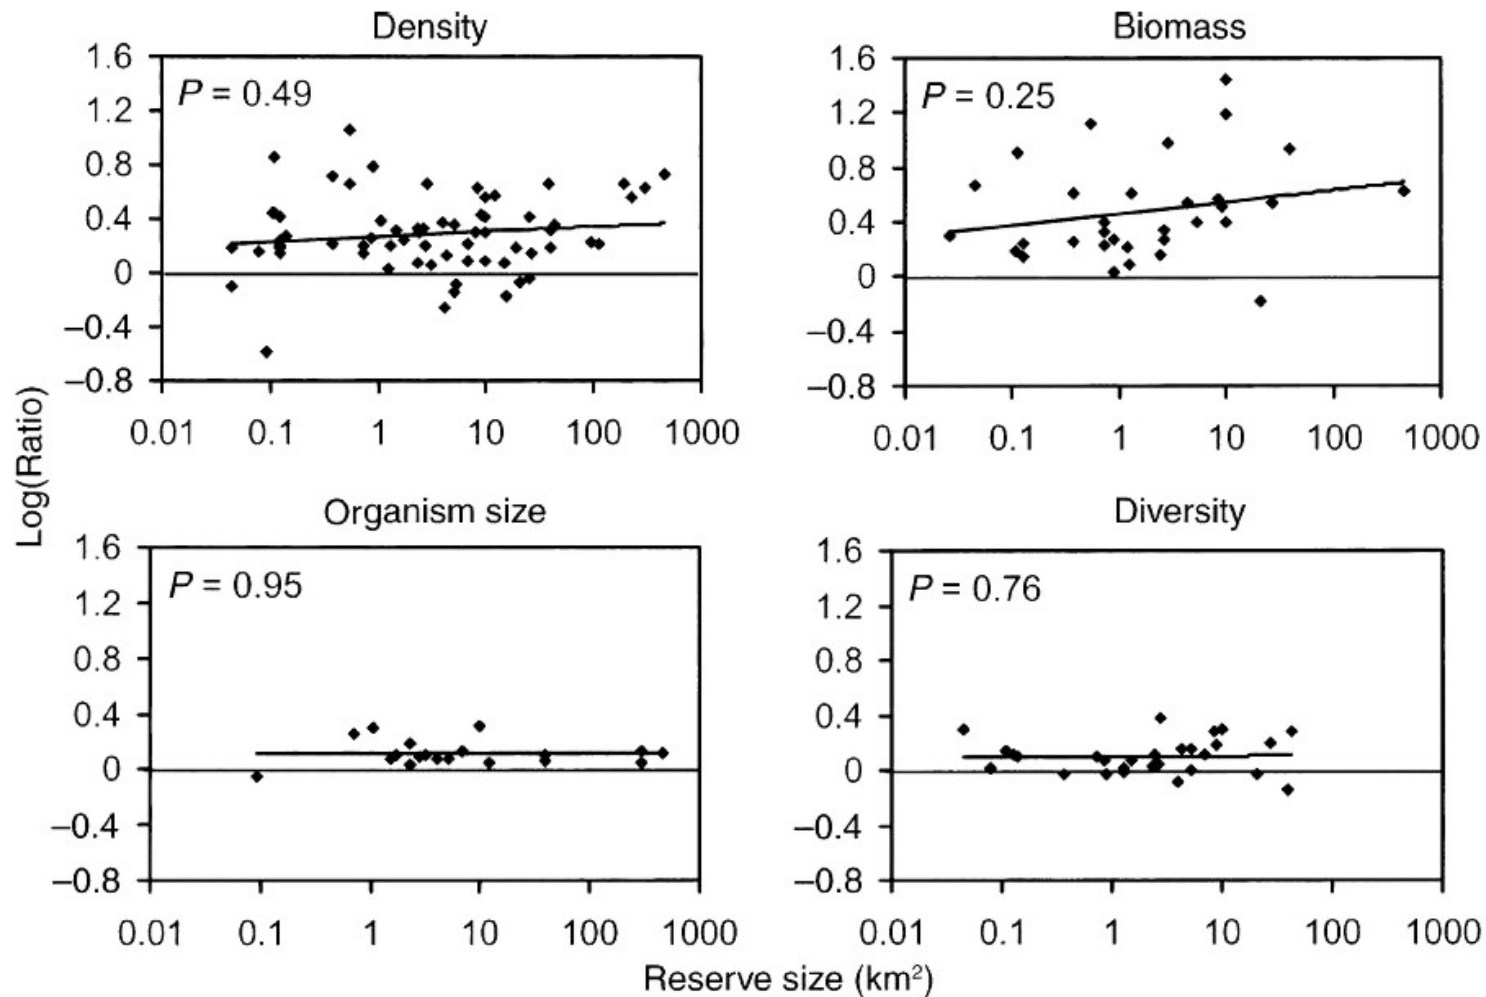 Density
1.6
1.2
0.8
0.4
0
–0.4
–0.8
P = 0.49
0.01 0.1 1 10 100 1000
Biomass
1.6
1.2
0.8
0.4
0
–0.4
–0.8
P = 0.25
0.01 0.1 1 10 100 1000
Log(Ratio)
Organism size
1.6
1.2
0.8
0.4
0
–0.4
–0.8
P = 0.95
0.01 0.1 1 10 100 1000
Diversity
1.6
1.2
0.8
0.4
0
–0.4
–0.8
P = 0.76
0.01 0.1 1 10 100 1000
Reserve size (km²)